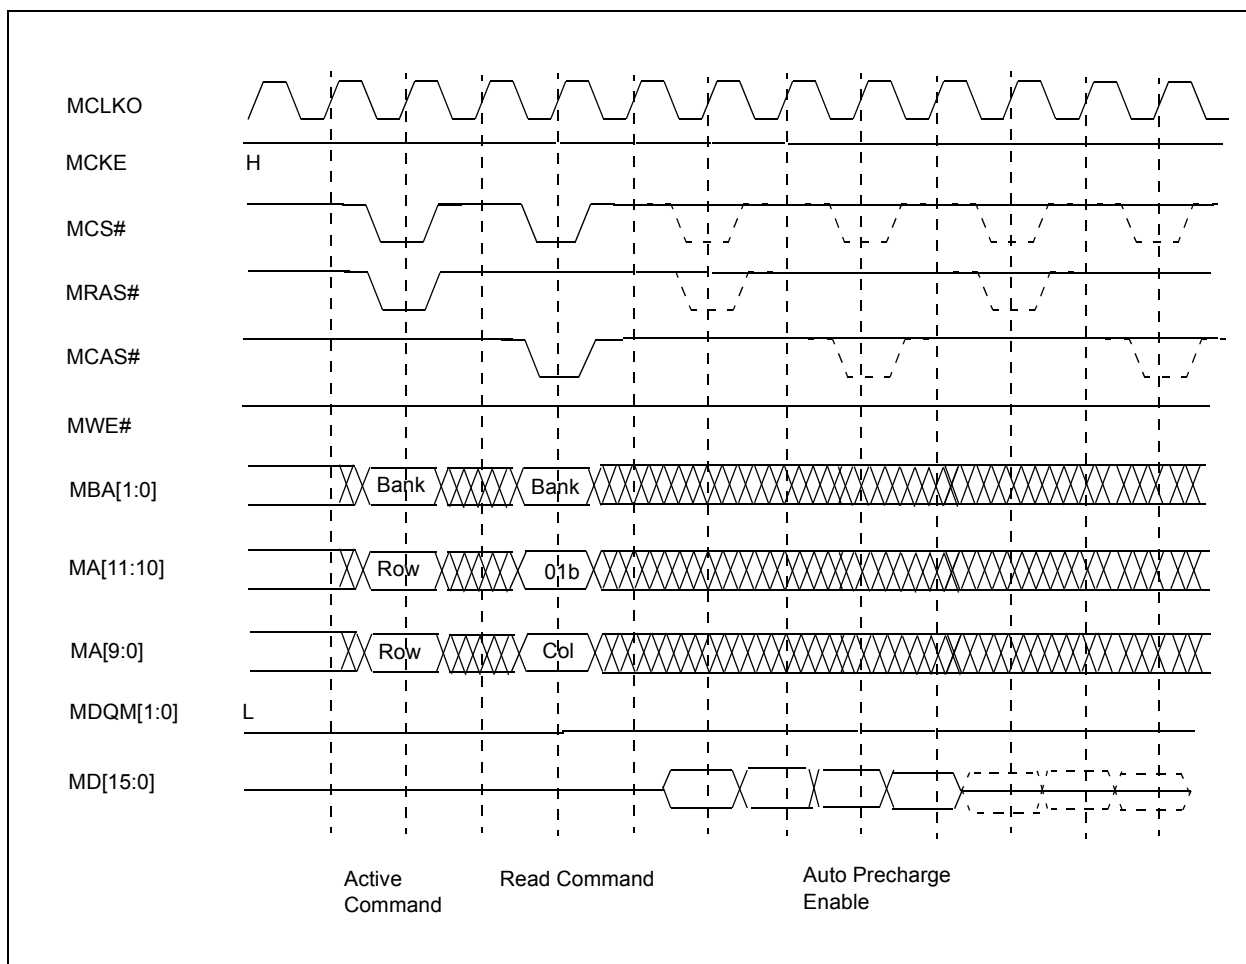 MCLKO
MCKE H
MCS#
MRAS#
MCAS#
MWE#
MBA[1:0] Bank Bank
MA[11:10] Row 01b
MA[9:0] Row Col
MDQM[1:0] L
MD[15:0]
Active Command
Read Command
Auto Precharge
Enable